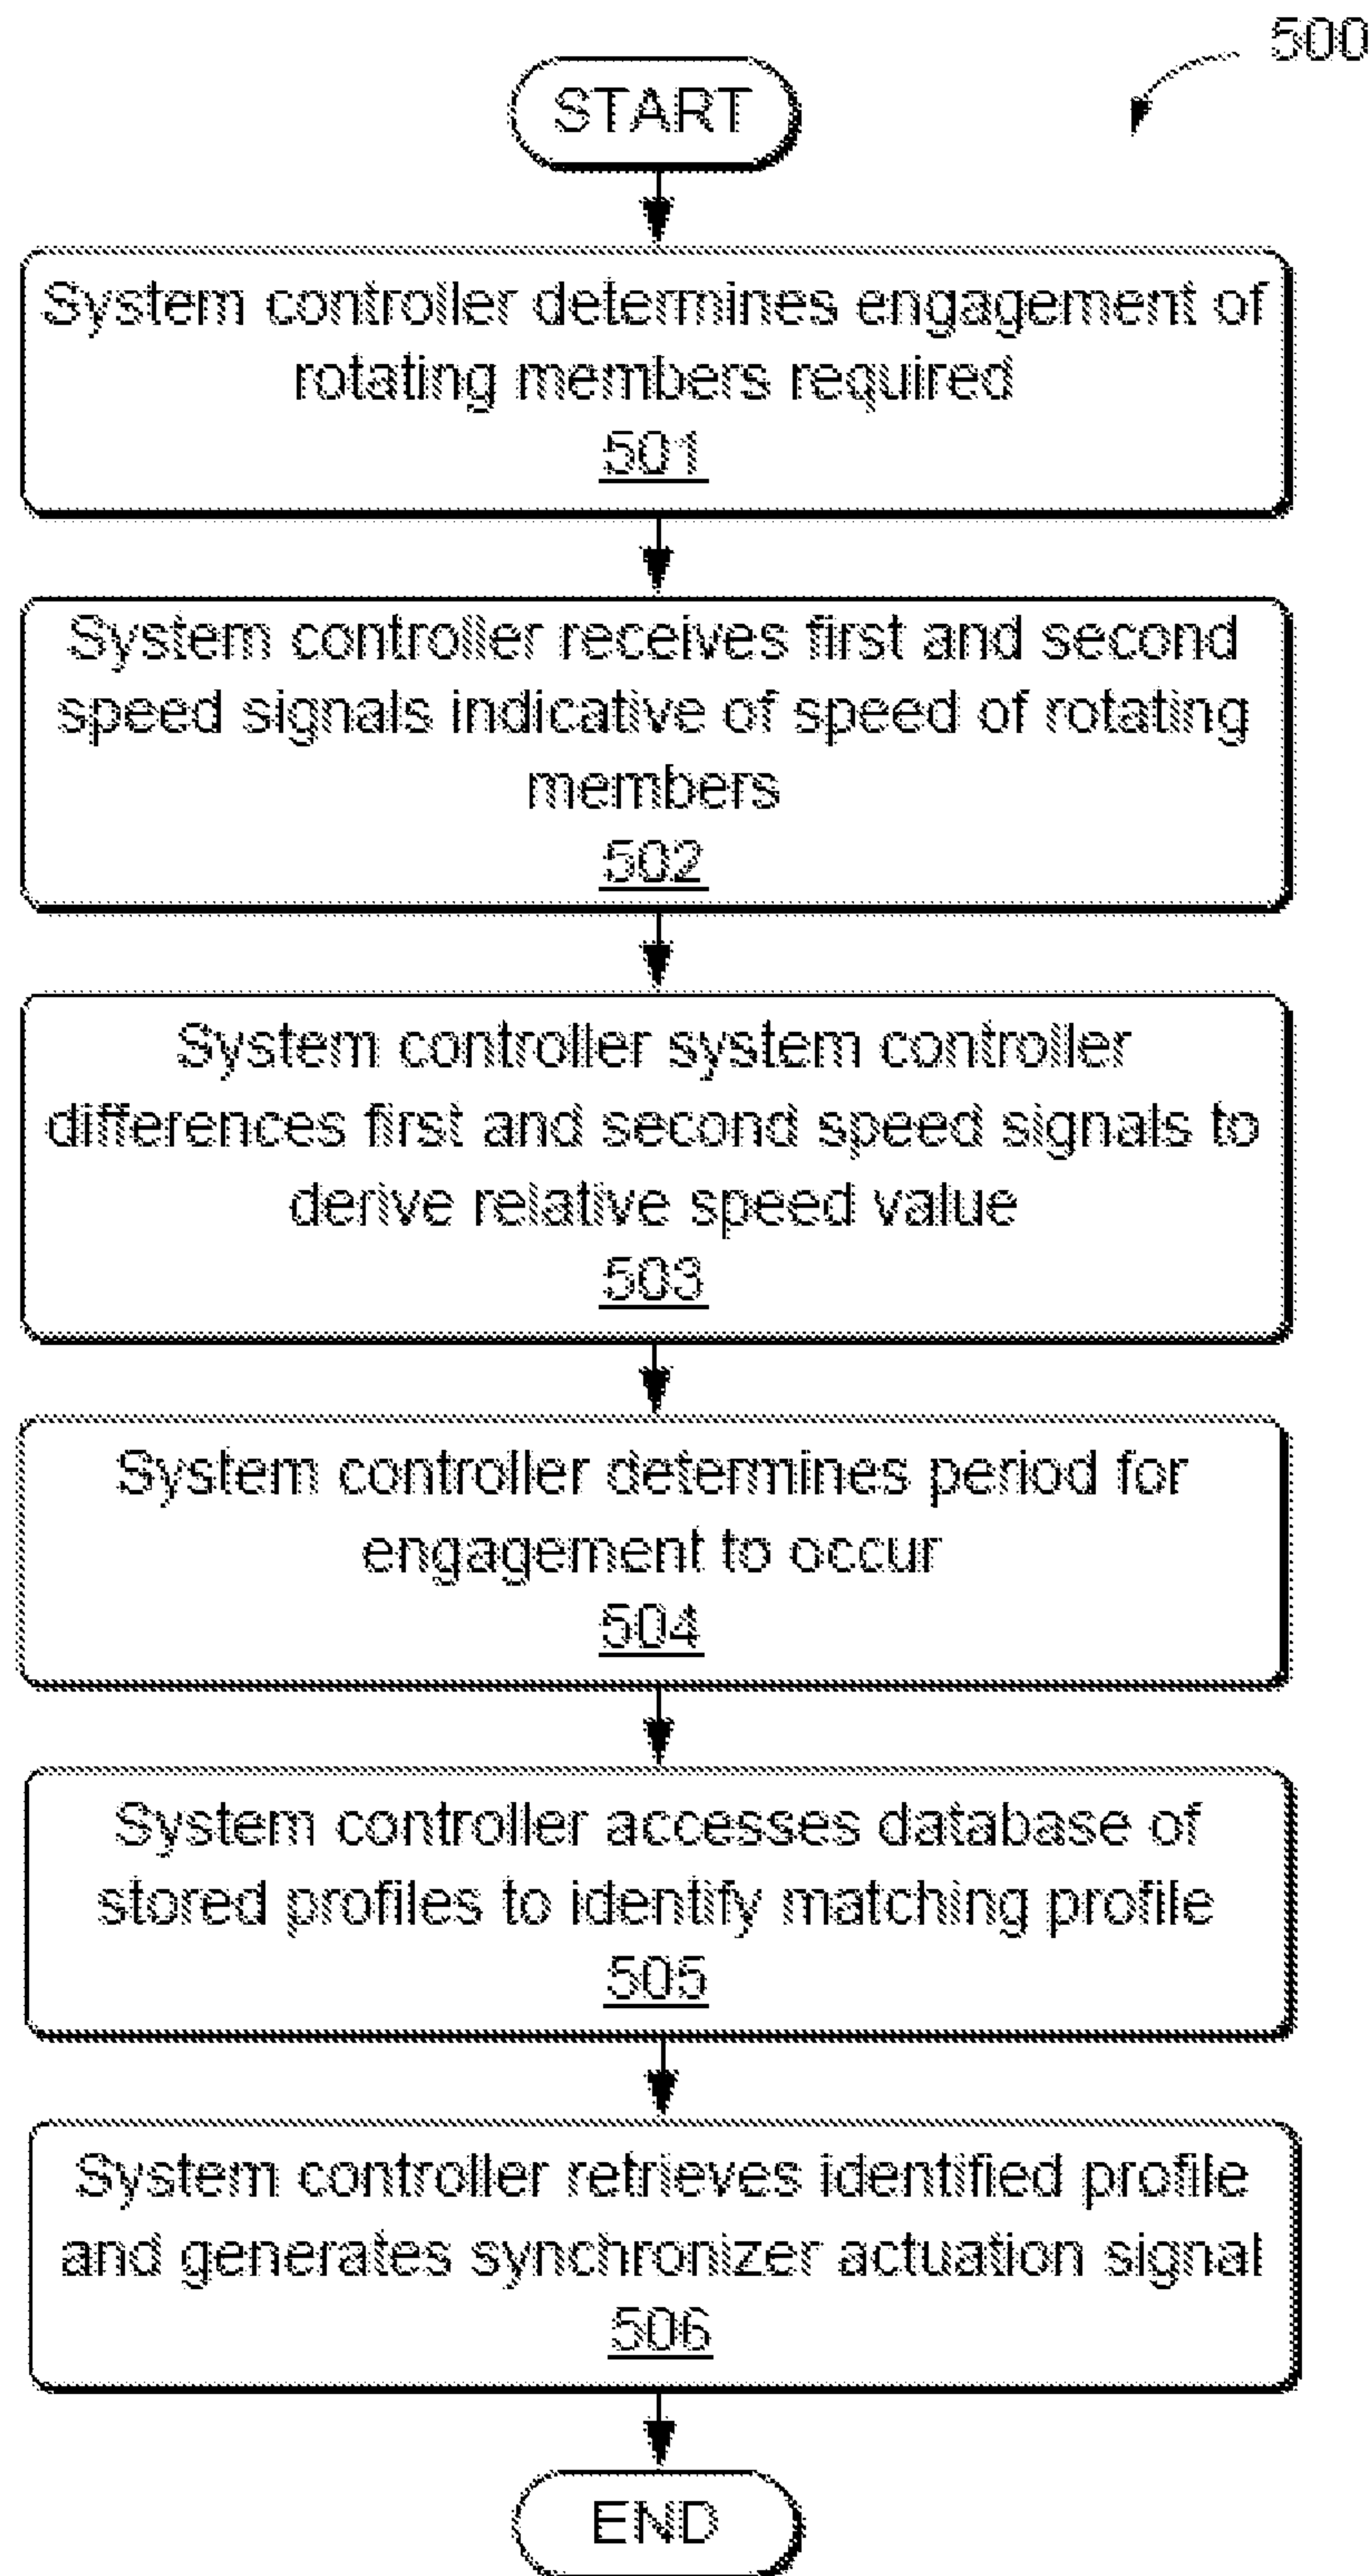 500
START
System controller determines engagement of
rotating members required
501
System controller receives first and second
speed signals indicative of speed of rotating
members
502
System controller system controller
differences first and second speed signals to
derive relative speed value
503
System controller determines period for
engagement to occur
504
System controller accesses database of
stored profiles to identify matching profile
505
System controller retrieves identified profile
and generates synchronizer actuation signal
506
END